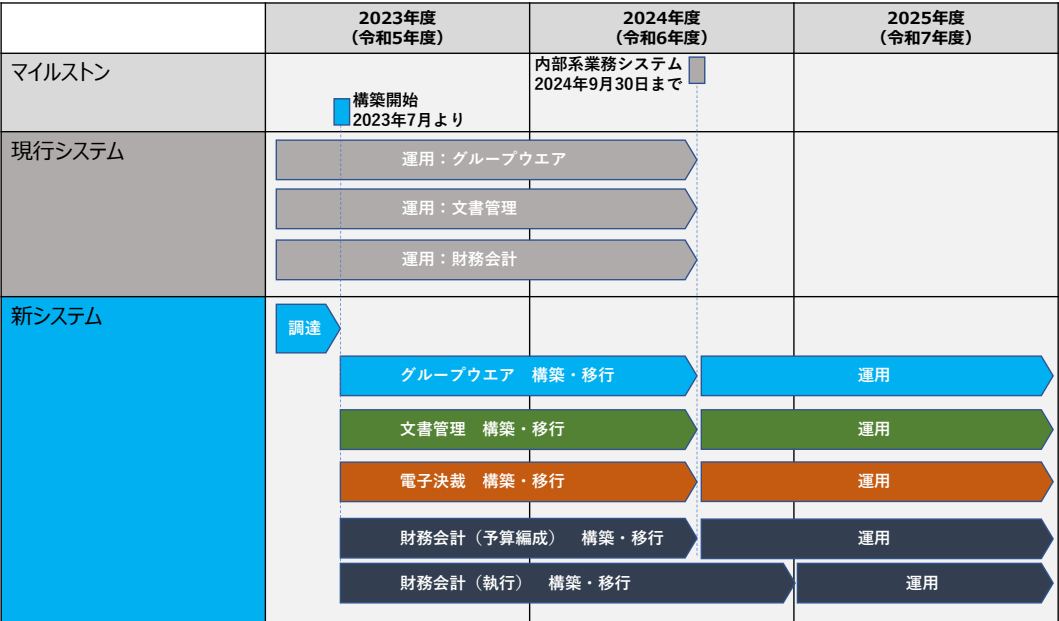 2023年度
(令和5年度)
2024年度
(令和6年度)
2025年度
(令和7年度)
マイルストン
構築開始
2023年7月より
内部系業務システム
2024年9月30日まで
現行システム
運用：グループウエア
運用：文書管理
運用：財務会計
新システム
調達
グループウエア　構築・移行
運用
文書管理　構築・移行
運用
電子決裁　構築・移行
運用
財務会計（予算編成）　構築・移行
運用
財務会計（執行）　構築・移行
運用